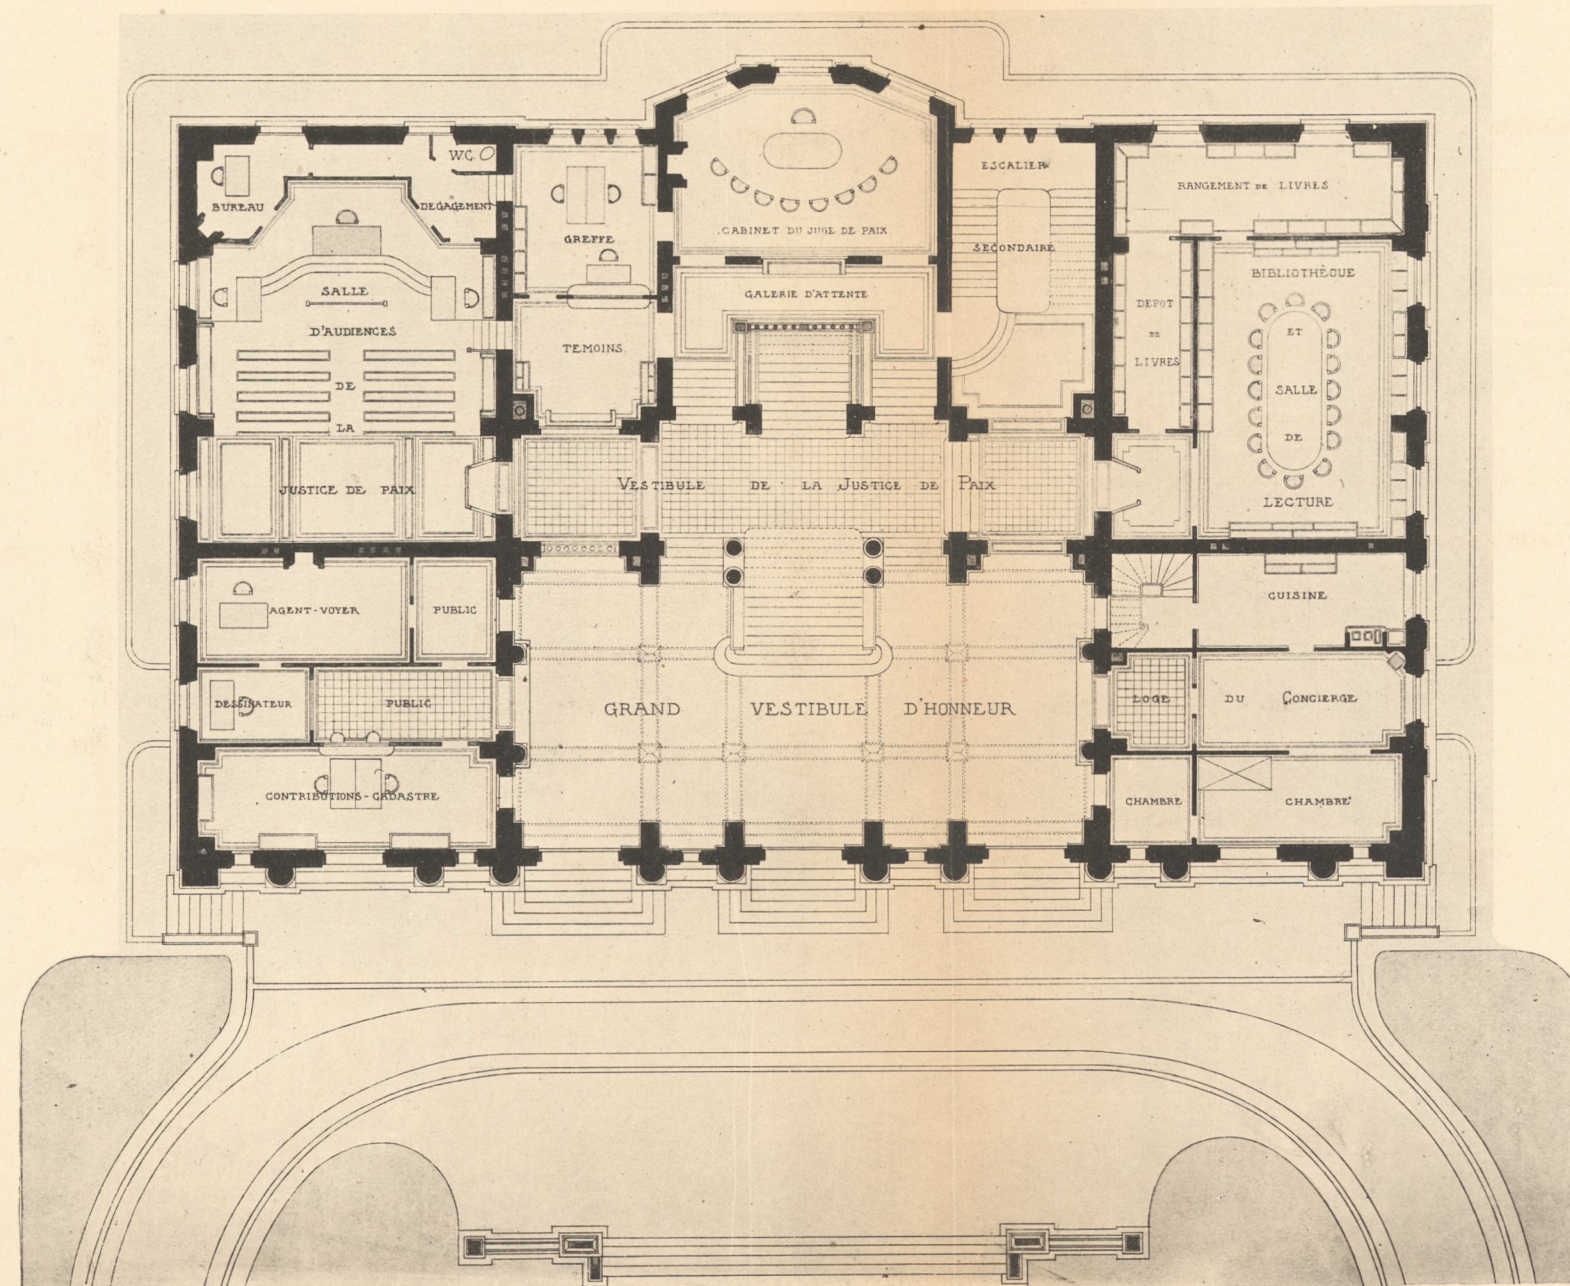 W.C.
BUREAU
DEGAGEMENT
SALLE
D'AUDIENCES
DE
LA
JUSTICE DE PAIX
GREFFE
TEMOINS
CABINET DU JUGE DE PAIX
GALERIE D'ATTENTE
ESCALIER
SECONDAIRE
RANGEMENT DE LIVRES
DEPOT
DE
LIVRES
BIBLIOTHÈQUE
ET
SALLE
DE
LECTURE
VESTIBULE DE LA JUSTICE DE PAIX
AGENT-VOYER
PUBLIC
DESSINATEUR
PUBLIC
CONTRIBUTIONS-CADASTRE
GRAND VESTIBULE D'HONNEUR
CUISINE
LOGE DU CONCIERGE
CHAMBRE
CHAMBRE